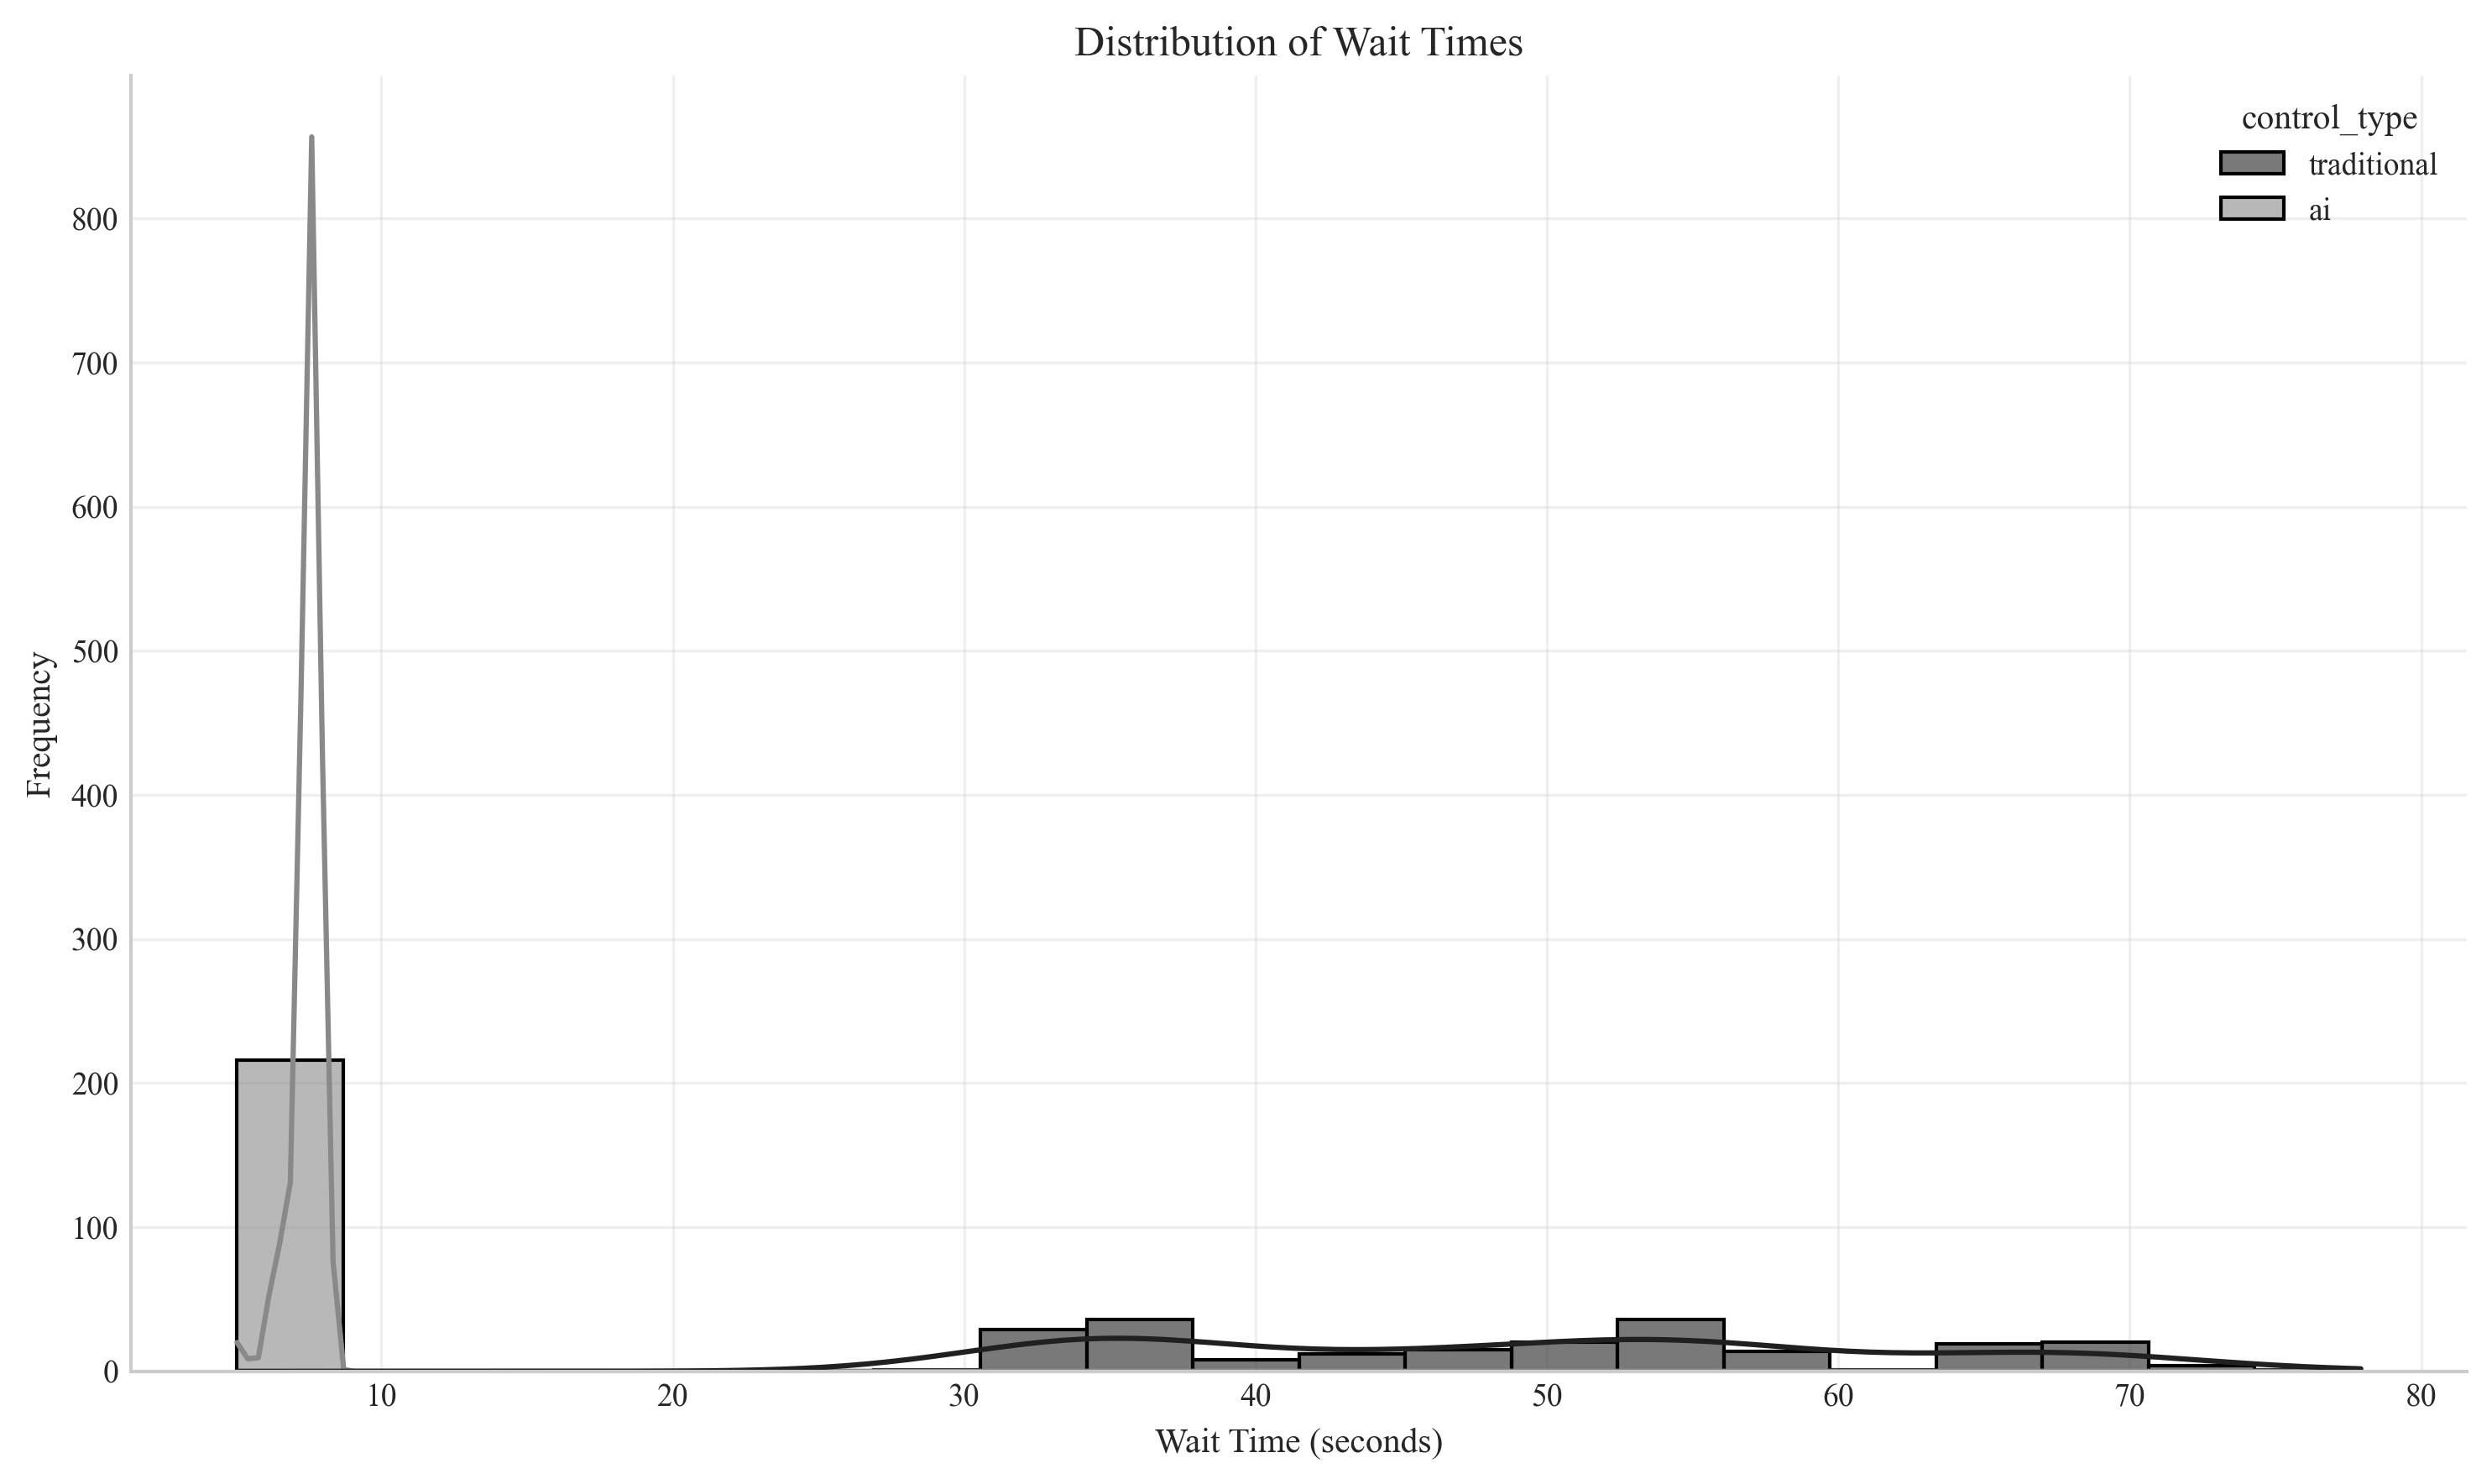 Distribution of Wait Times
control_type
traditional
ai
Frequency
800
700
600
500
400
300
200
100
0
10 20 30 40 50 60 70 80
Wait Time (seconds)